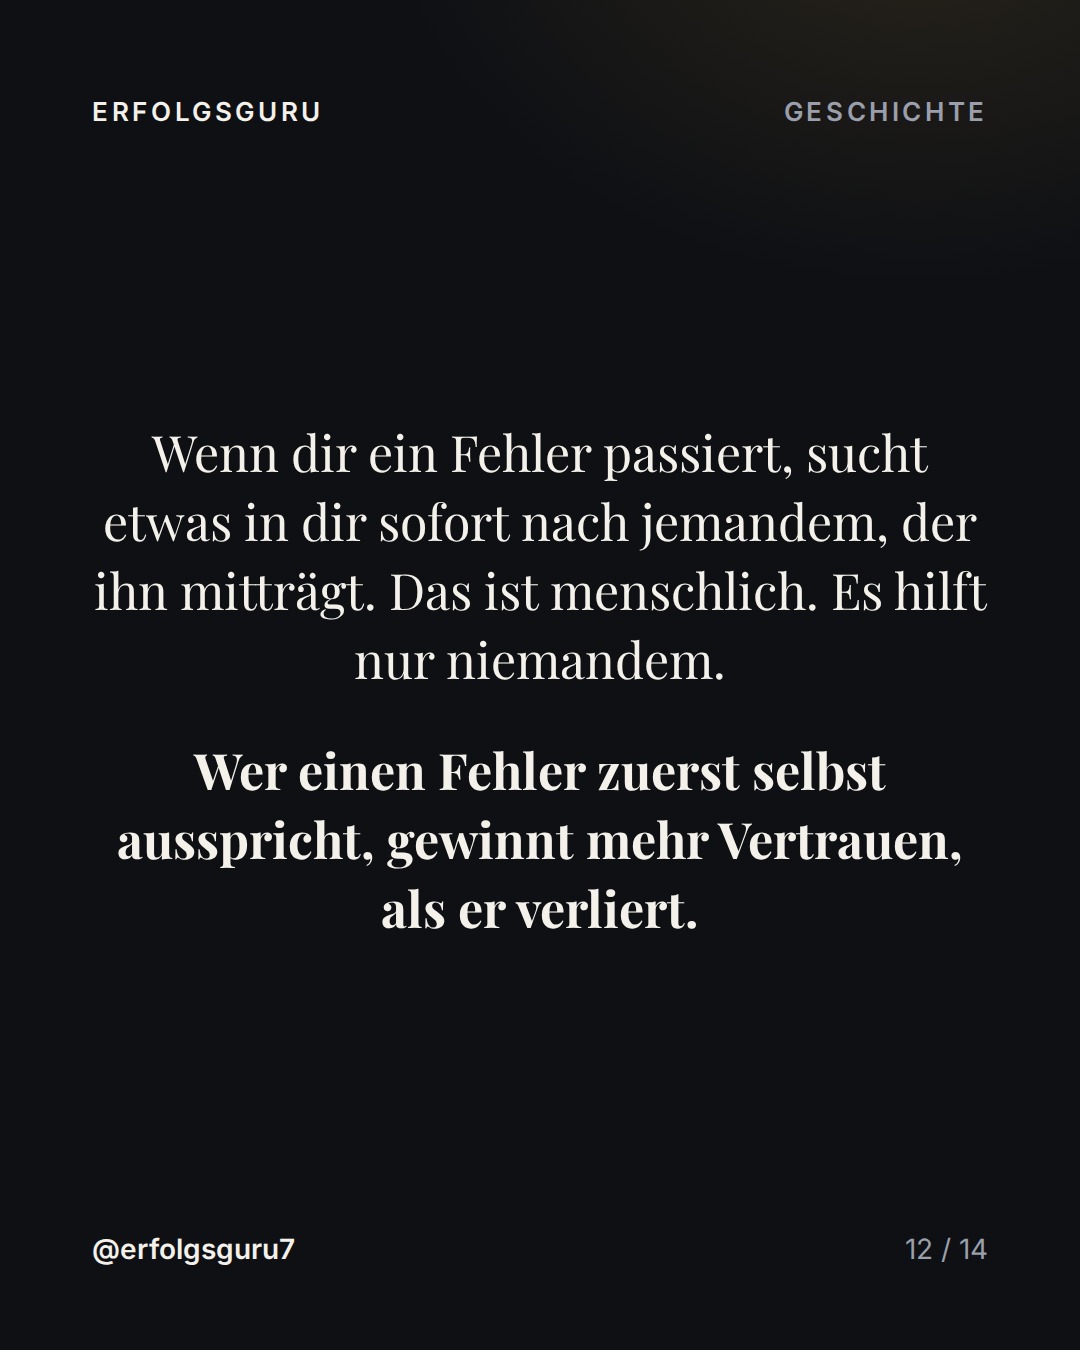 ERFOLGSGURU
GESCHICHTE
Wenn dir ein Fehler passiert, sucht
etwas in dir sofort nach jemandem, der
ihn mitträgt. Das ist menschlich. Es hilft
nur niemandem.
Wer einen Fehler zuerst selbst
ausspricht, gewinnt mehr Vertrauen,
als er verliert.
@erfolgsguru7
12 / 14